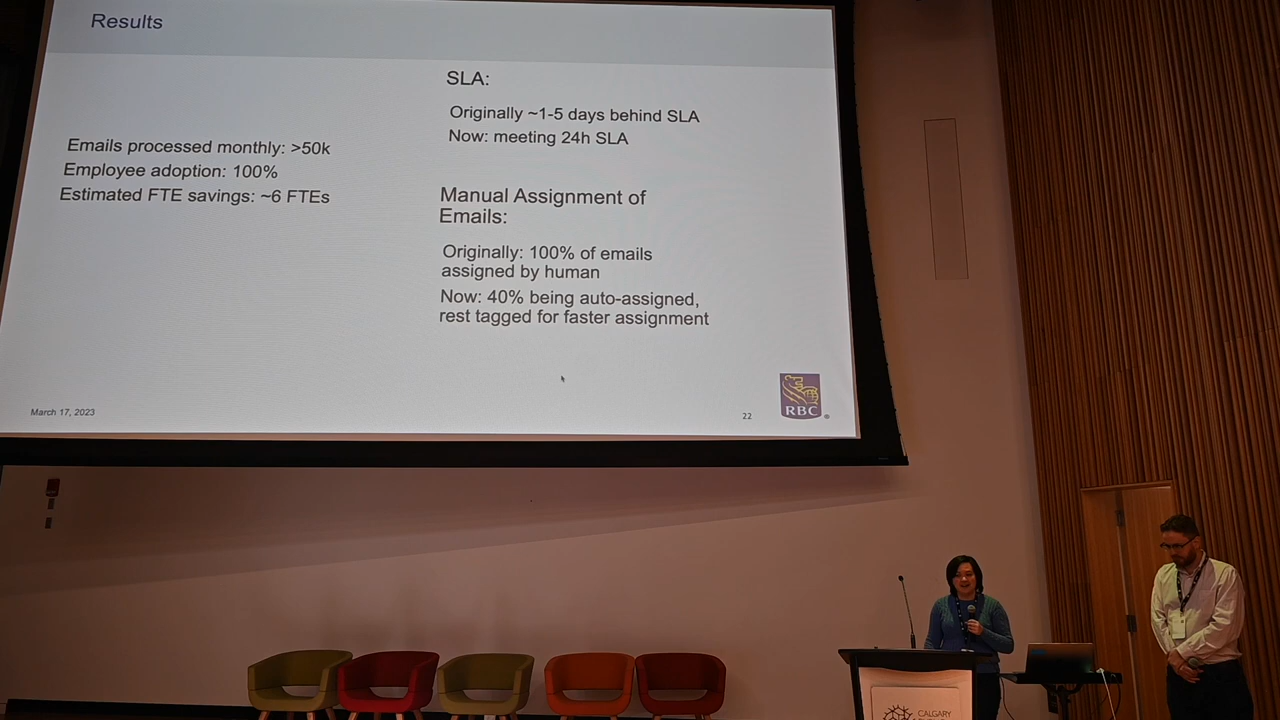 Results
Emails processed monthly: >50k
Employee adoption: 100%
Estimated FTE savings: ~6 FTEs
SLA:
Originally ~1-5 days behind SLA
Now: meeting 24h SLA
Manual Assignment of
Emails:
Originally: 100% of emails
assigned by human
Now: 40% being auto-assigned,
rest tagged for faster assignment
March 17, 2023
22
RBC
®
CALGARY